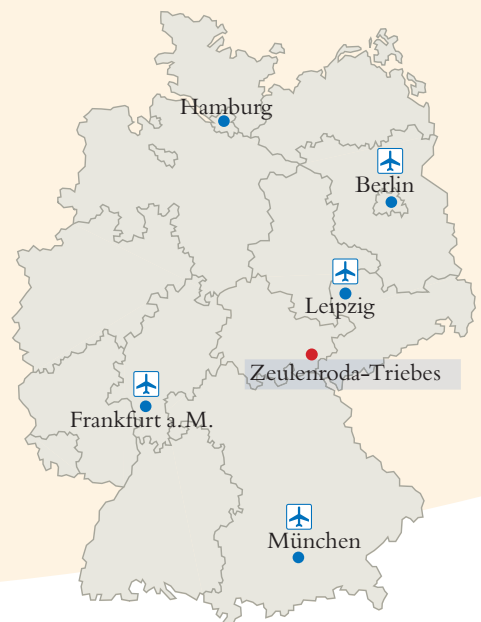 Hamburg
Berlin
Leipzig
Zeulenroda-Triebes
Frankfurt a. M.
München